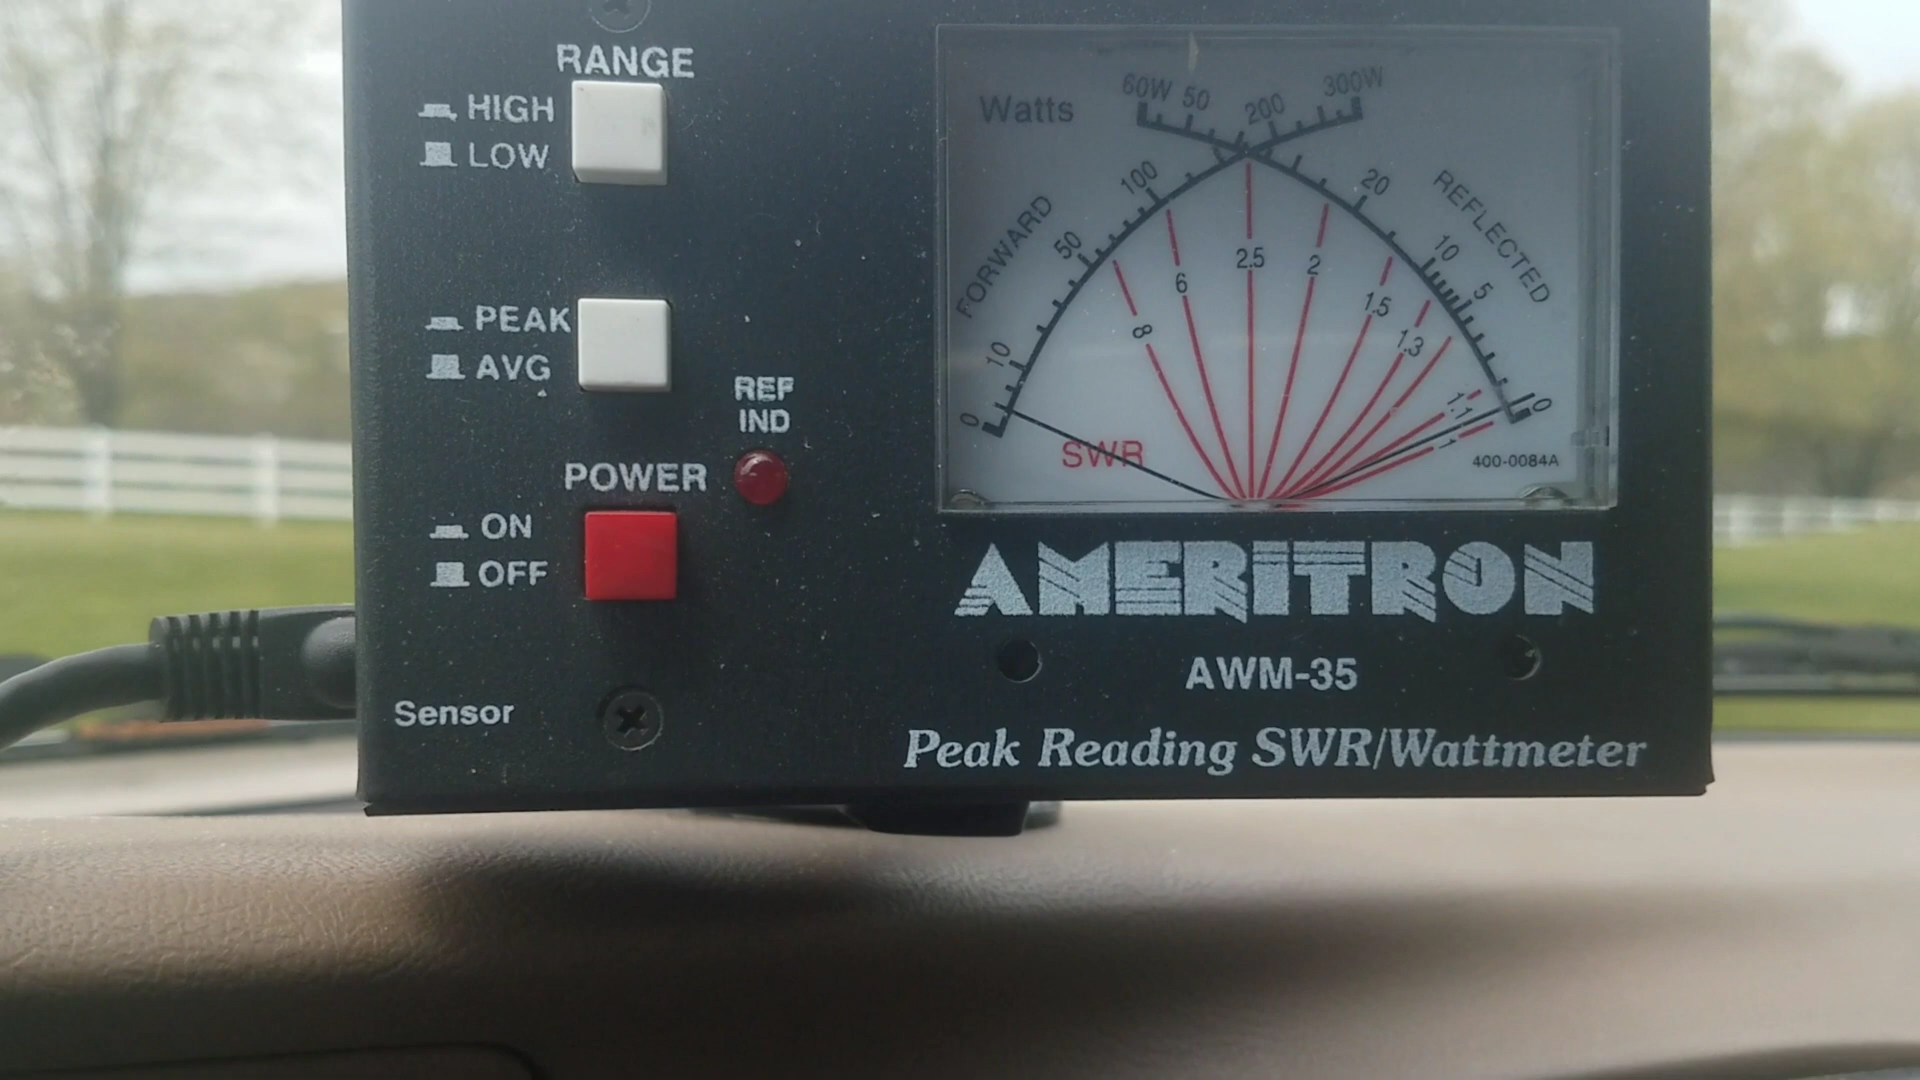 RANGE
HIGH
LOW
PEAK
AVG
REF
IND
POWER
ON
OFF
Sensor
Watts
60W 50 200 300W
FORWARD
0 10 50 100
REFLECTED
20 10 5 0
8 6 2.5 2 1.5 1.3 1.1 1
SWR
400-0084A
AMERITRON
AWM-35
Peak Reading SWR/Wattmeter